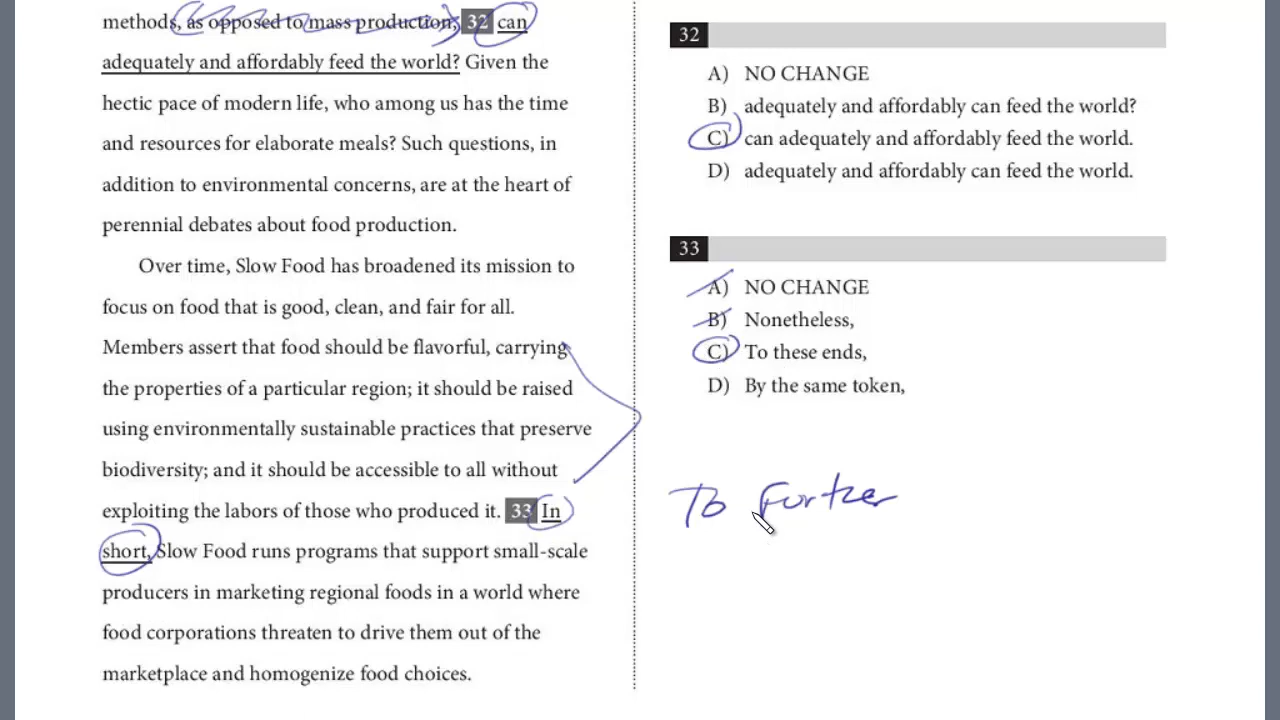 methods, as opposed to mass production, 32 can
adequately and affordably feed the world? Given the
hectic pace of modern life, who among us has the time
and resources for elaborate meals? Such questions, in
addition to environmental concerns, are at the heart of
perennial debates about food production.
Over time, Slow Food has broadened its mission to
focus on food that is good, clean, and fair for all.
Members assert that food should be flavorful, carrying
the properties of a particular region; it should be raised
using environmentally sustainable practices that preserve
biodiversity; and it should be accessible to all without
exploiting the labors of those who produced it. 33 In
short, Slow Food runs programs that support small-scale
producers in marketing regional foods in a world where
food corporations threaten to drive them out of the
marketplace and homogenize food choices.
32
A) NO CHANGE
B) adequately and affordably can feed the world?
C) can adequately and affordably feed the world.
D) adequately and affordably can feed the world.
33
A) NO CHANGE
B) Nonetheless,
C) To these ends,
D) By the same token,
To Further